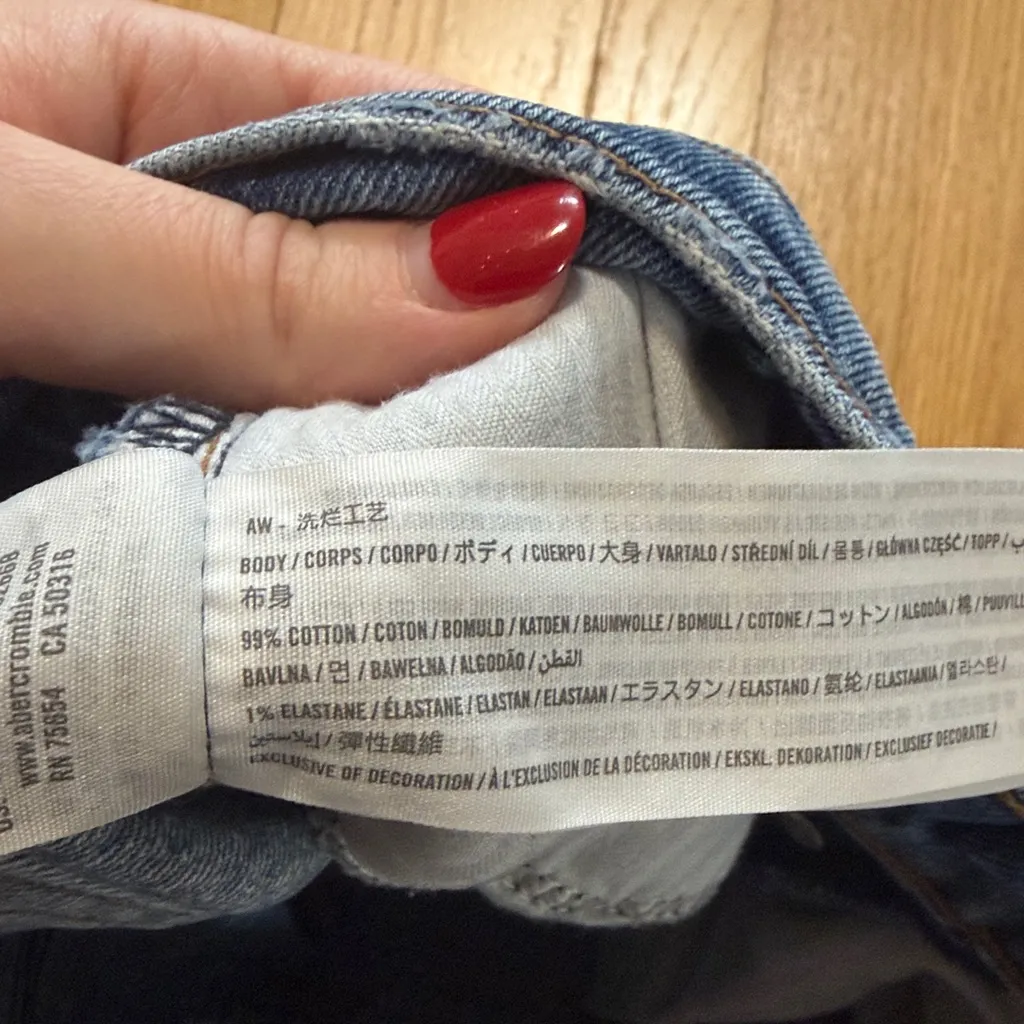 www.abercrombie.com
RN 75654 CA 50316
AW - 洗烂工艺
BODY / CORPS / CORPO / ボディ / CUERPO / 大身 / VARTALO / STŘEDNÍ DÍL / 몸통 / GŁÓWNA CZĘŚĆ / TOPP /
布身
99% COTTON / COTON / BOMULD / KATOEN / BAUMWOLLE / BOMULL / COTONE / コットン / ALGODÓN / 棉 /
BAVLNA / 면 / BAWEŁNA / ALGODÃO / القطن
1% ELASTANE / ÉLASTANE / ELASTAN / ELASTAAN / エラスタン / ELASTANO / 氨纶 / ELASTAANIA / 엘라스탄 /
إيلاستين / 彈性纖維
EXCLUSIVE OF DECORATION / À L'EXCLUSION DE LA DÉCORATION / EKSKL. DEKORATION / EXCLUSIEF DECORATIE /